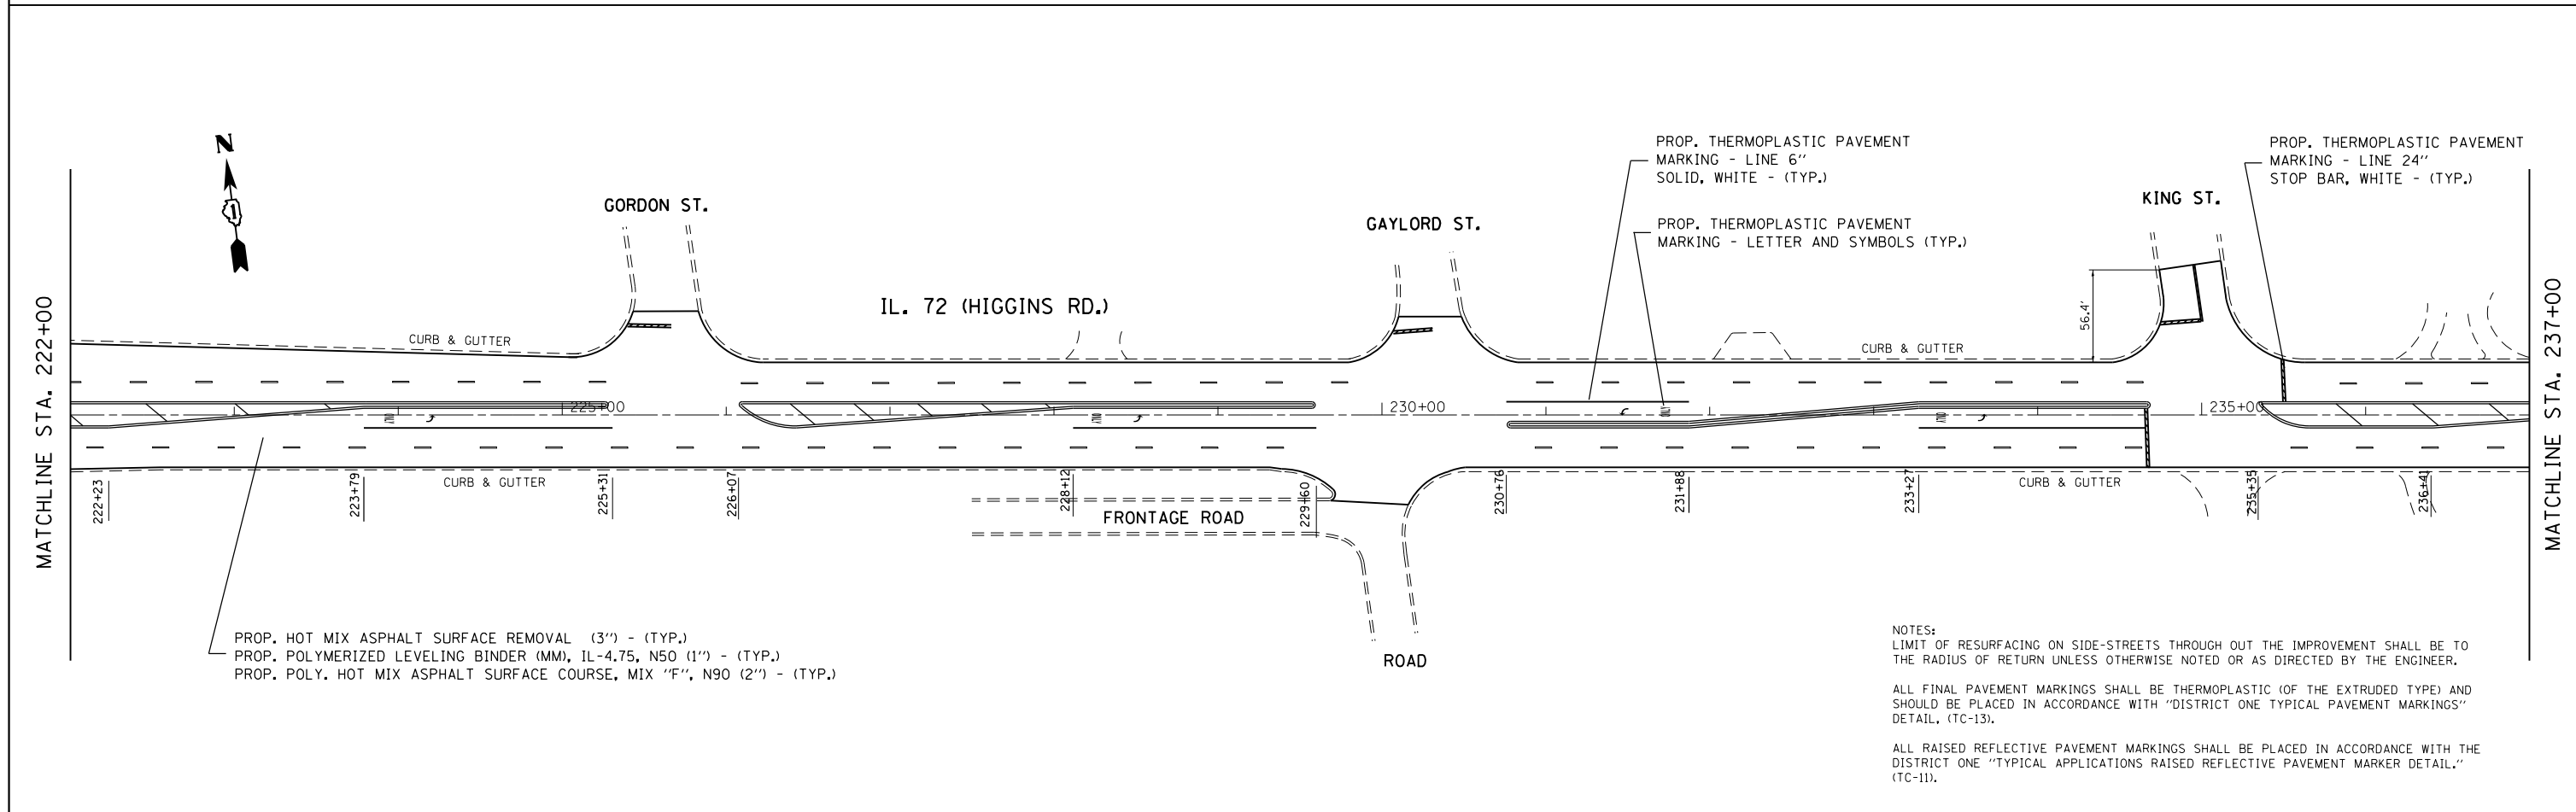 N
1
GORDON ST.
GAYLORD ST.
KING ST.
PROP. THERMOPLASTIC PAVEMENT
MARKING - LINE 6"
SOLID, WHITE - (TYP.)
PROP. THERMOPLASTIC PAVEMENT
MARKING - LETTER AND SYMBOLS (TYP.)
PROP. THERMOPLASTIC PAVEMENT
MARKING - LINE 24"
STOP BAR, WHITE - (TYP.)
MATCHLINE STA. 222+00
IL. 72 (HIGGINS RD.)
CURB & GUTTER
CURB & GUTTER
56.4'
MATCHLINE STA. 237+00
225+00
230+00
235+00
ONLY
ONLY
ONLY
ONLY
CURB & GUTTER
CURB & GUTTER
222+23
223+79
225+31
226+07
228+12
229+60
230+76
231+88
233+27
235+35
236+41
FRONTAGE ROAD
ROAD
PROP. HOT MIX ASPHALT SURFACE REMOVAL (3") - (TYP.)
PROP. POLYMERIZED LEVELING BINDER (MM), IL-4.75, N50 (1") - (TYP.)
PROP. POLY. HOT MIX ASPHALT SURFACE COURSE, MIX "F", N90 (2") - (TYP.)
NOTES:
LIMIT OF RESURFACING ON SIDE-STREETS THROUGH OUT THE IMPROVEMENT SHALL BE TO
THE RADIUS OF RETURN UNLESS OTHERWISE NOTED OR AS DIRECTED BY THE ENGINEER.
ALL FINAL PAVEMENT MARKINGS SHALL BE THERMOPLASTIC (OF THE EXTRUDED TYPE) AND
SHOULD BE PLACED IN ACCORDANCE WITH "DISTRICT ONE TYPICAL PAVEMENT MARKINGS"
DETAIL, (TC-13).
ALL RAISED REFLECTIVE PAVEMENT MARKINGS SHALL BE PLACED IN ACCORDANCE WITH THE
DISTRICT ONE "TYPICAL APPLICATIONS RAISED REFLECTIVE PAVEMENT MARKER DETAIL."
(TC-11).